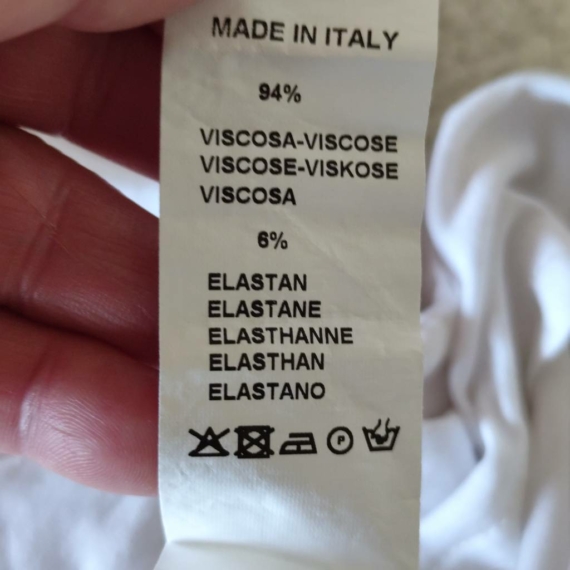 MADE IN ITALY
94%
VISCOSA-VISCOSE
VISCOSE-VISKOSE
VISCOSA
6%
ELASTAN
ELASTANE
ELASTHANNE
ELASTHAN
ELASTANO
P